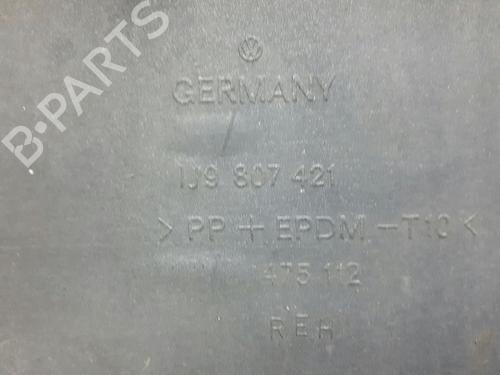 B-PARTS
GERMANY
1J9 807 421
> PP + EPDM - T10 <
475 112
REH